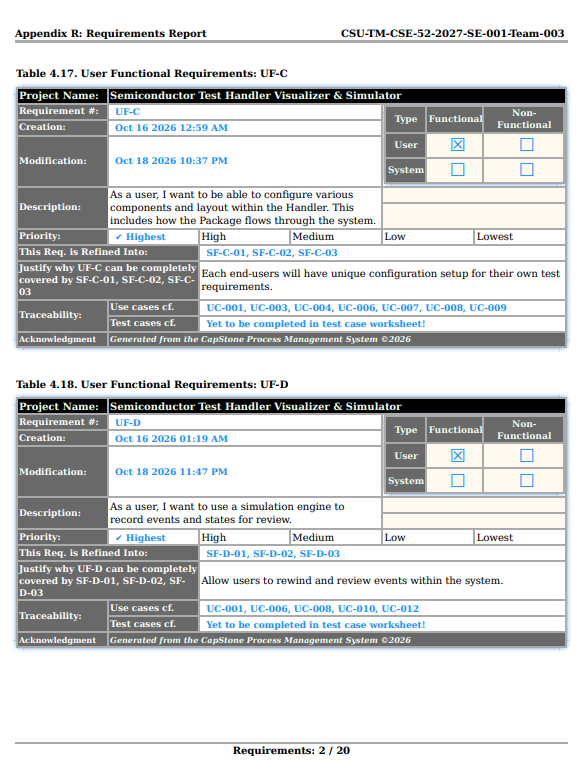 Appendix R: Requirements Report CSU-TM-CSE-52-2027-SE-001-Team-003
Table 4.17. User Functional Requirements: UF-C
Project Name: Semiconductor Test Handler Visualizer & Simulator
Requirement #: UF-C
Creation: Oct 16 2026 12:59 AM
Modification: Oct 18 2026 10:37 PM
Type Functional Non-
Functional
User ☒ ☐
System ☐ ☐
Description: As a user, I want to be able to configure various
components and layout within the Handler. This
includes how the Package flows through the system.
Priority: ✔ Highest High Medium Low Lowest
This Req. is Refined Into: SF-C-01, SF-C-02, SF-C-03
Justify why UF-C can be completely
covered by SF-C-01, SF-C-02, SF-C-
03
Each end-users will have unique configuration setup for their own test
requirements.
Traceability: Use cases cf. UC-001, UC-003, UC-004, UC-006, UC-007, UC-008, UC-009
Test cases cf. Yet to be completed in test case worksheet!
Acknowledgment Generated from the CapStone Process Management System ©2026
Table 4.18. User Functional Requirements: UF-D
Project Name: Semiconductor Test Handler Visualizer & Simulator
Requirement #: UF-D
Creation: Oct 16 2026 01:19 AM
Modification: Oct 18 2026 11:47 PM
Type Functional Non-
Functional
User ☒ ☐
System ☐ ☐
Description: As a user, I want to use a simulation engine to
record events and states for review.
Priority: ✔ Highest High Medium Low Lowest
This Req. is Refined Into: SF-D-01, SF-D-02, SF-D-03
Justify why UF-D can be completely
covered by SF-D-01, SF-D-02, SF-
D-03
Allow users to rewind and review events within the system.
Traceability: Use cases cf. UC-001, UC-006, UC-008, UC-010, UC-012
Test cases cf. Yet to be completed in test case worksheet!
Acknowledgment Generated from the CapStone Process Management System ©2026
Requirements: 2 / 20